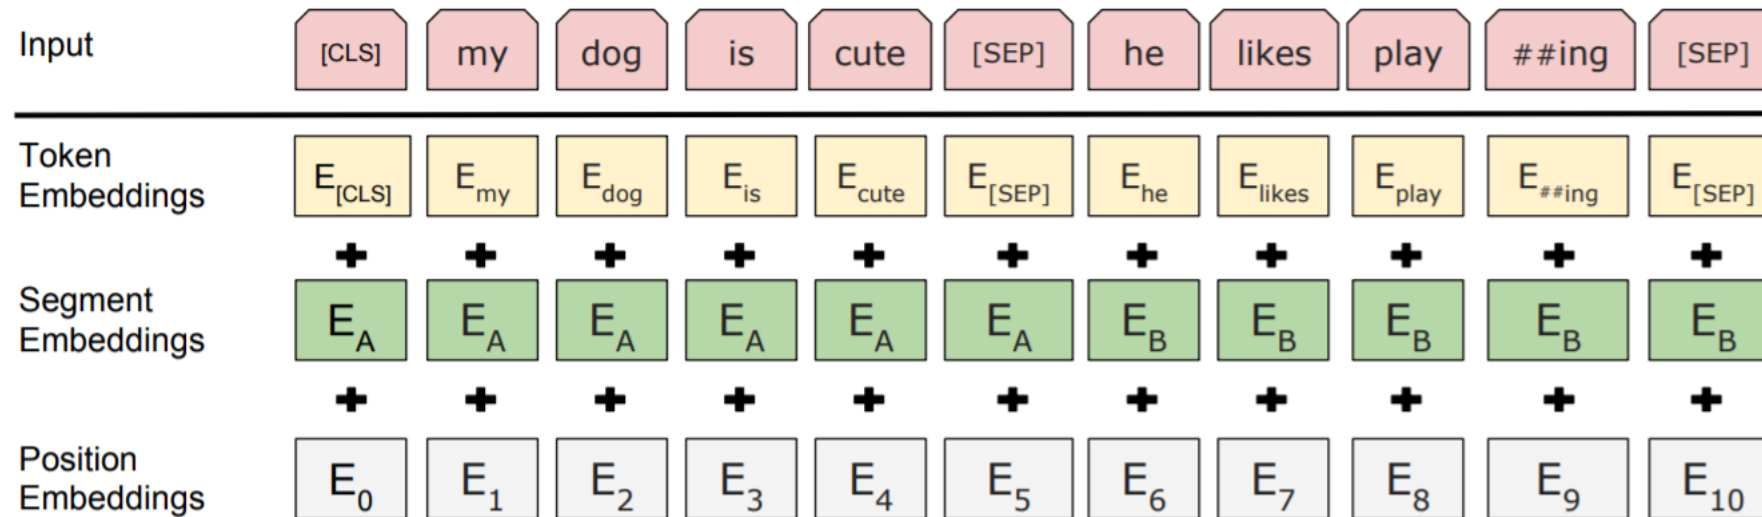 Input [CLS] my dog is cute [SEP] he likes play ##ing [SEP]
Token
Embeddings
E[CLS] Emy Edog Eis Ecute E[SEP] Ehe Elikes Eplay E##ing E[SEP]
+ + + + + + + + + + +
Segment
Embeddings
EA EA EA EA EA EA EB EB EB EB EB
+ + + + + + + + + + +
Position
Embeddings
E0 E1 E2 E3 E4 E5 E6 E7 E8 E9 E10